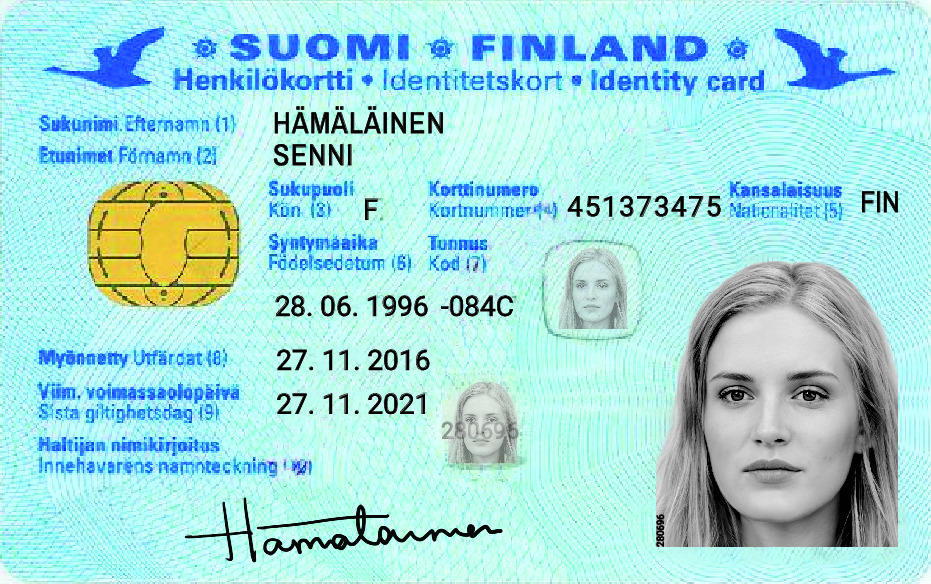 SUOMI FINLAND
Henkilökortti • Identitetskort • Identity card
Sukunimi Efternamn (1) HÄMÄLÄINEN
Etunimet Förnamn (2) SENNI
Sukupuoli Korttinumero Kansalaisuus
Kön (3) F Kortnummer (4) 451373475 Nationalitet (5) FIN
Syntymäaika Tunnus
Födelsedatum (6) Kod (7)
28. 06. 1996 -084C
Myönnetty Utfärdat (8) 27. 11. 2016
Viim. voimassaolopäivä
Sista giltighetsdag (9) 27. 11. 2021
280696
Haltijan nimikirjoitus
Innehavarens namnteckning
Hämäläinen
280696